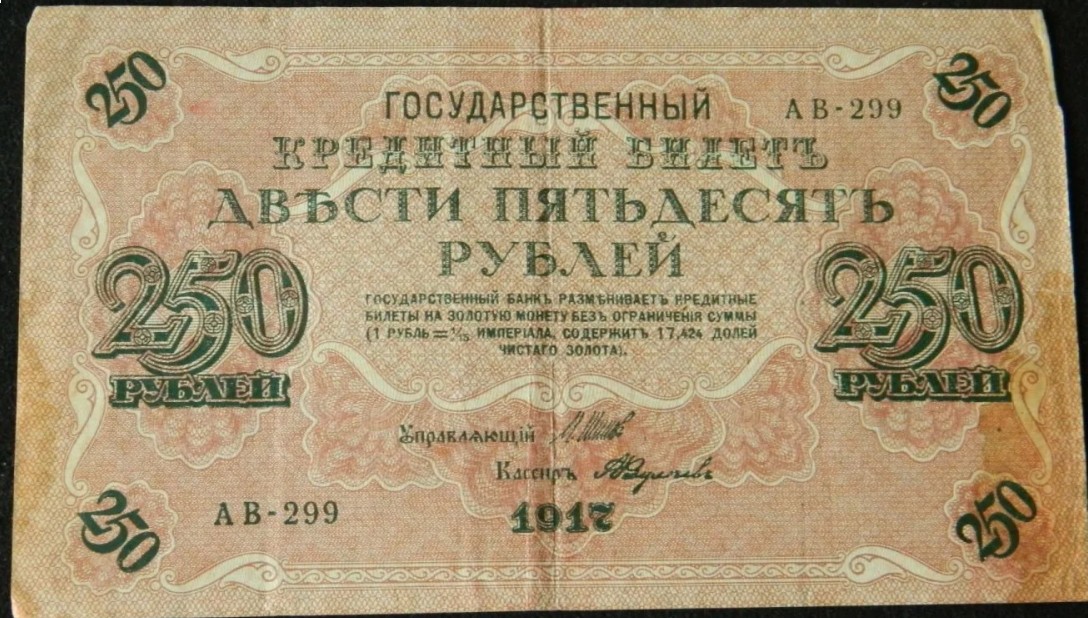 250 250
ГОСУДАРСТВЕННЫЙ АВ-299
КРЕДИТНЫЙ БИЛЕТЪ
ДВѢСТИ ПЯТЬДЕСЯТЪ
РУБЛЕЙ
250 250
РУБЛЕЙ РУБЛЕЙ
ГОСУДАРСТВЕННЫЙ БАНКЪ РАЗМѢНИВАЕТЪ КРЕДИТНЫЕ
БИЛЕТЫ НА ЗОЛОТУЮ МОНЕТУ БЕЗЪ ОГРАНИЧЕНІЯ СУММЫ
(1 РУБЛЬ = 1/15 ИМПЕРІАЛА, СОДЕРЖИТЪ 17,424 ДОЛЕЙ
ЧИСТАГО ЗОЛОТА).
Управляющій
Кассиръ
АВ-299 1917
250 250